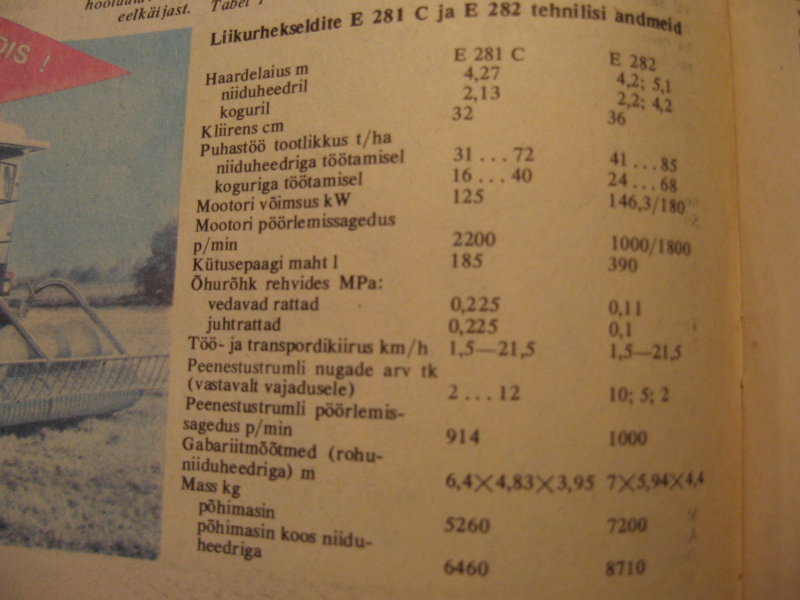 eelkäijast.
Tabel 1
DIS !
Liikurhekseldite E 281 C ja E 282 tehnilisi andmeid
E 281 C E 282
Haardelaius m
niiduheedril 4,27 4,2; 5,1
koguril 2,13 2,2; 4,2
Kliirens cm 32 36
Puhastöö tootlikkus t/ha
niiduheedriga töötamisel 31 ... 72 41 ... 85
koguriga töötamisel 16 ... 40 24 ... 68
Mootori võimsus kW 125 146,3/180
Mootori pöörlemissagedus
p/min 2200 1000/1800
Kütusepaagi maht l 185 390
Õhurõhk rehvides MPa:
vedavad rattad 0,225 0,11
juhtrattad 0,225 0,1
Töö- ja transpordikiirus km/h 1,5—21,5 1,5—21,5
Peenestustrumli nugade arv tk
(vastavalt vajadusele) 2 ... 12 10; 5; 2
Peenestustrumli pöörlemis-
sagedus p/min 914 1000
Gabariitmõõtmed (rohu-
niiduheedriga) m 6,4×4,83×3,95 7×5,94×4,4
Mass kg
põhimasin 5260 7200
põhimasin koos niidu-
heedriga 6460 8710